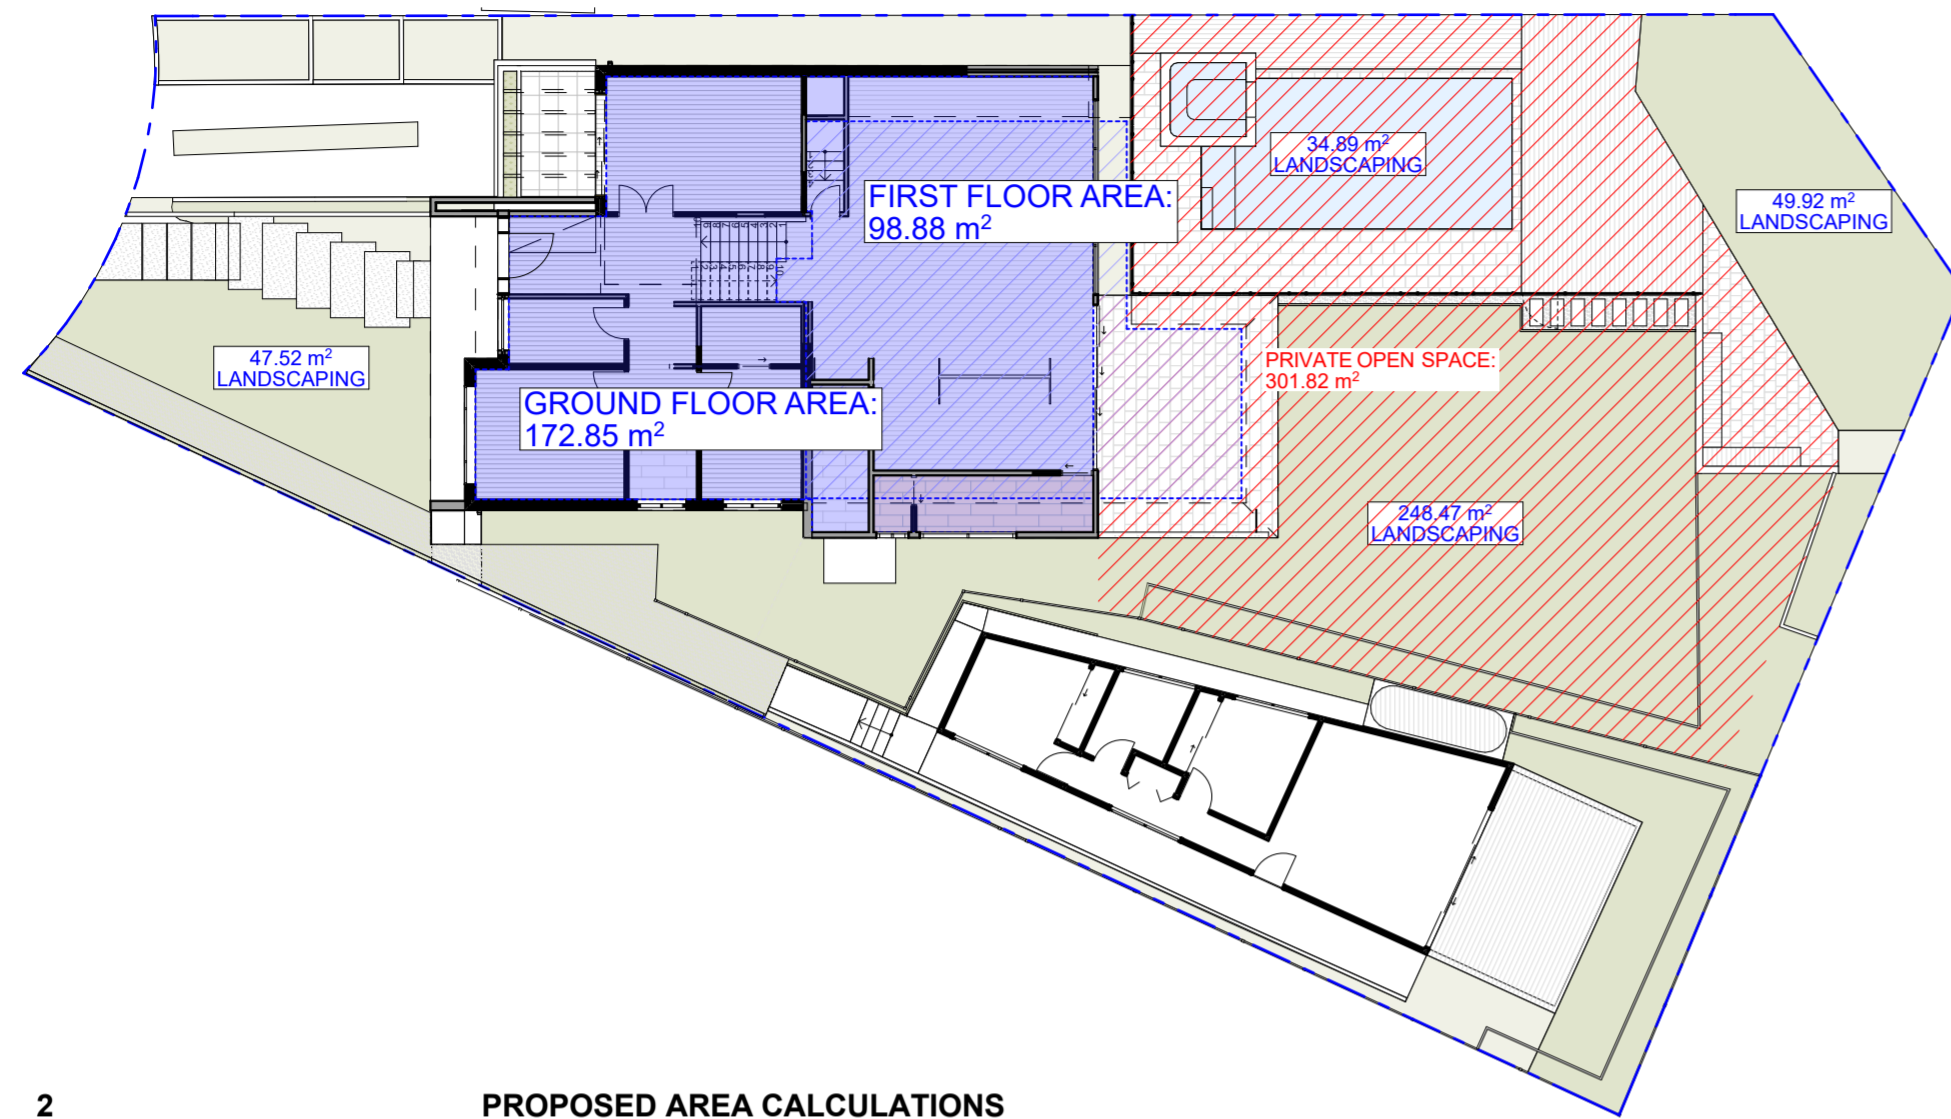 34.89 m²
LANDSCAPING
FIRST FLOOR AREA:
98.88 m²
49.92 m²
LANDSCAPING
47.52 m²
LANDSCAPING
PRIVATE OPEN SPACE:
301.82 m²
GROUND FLOOR AREA:
172.85 m²
248.47 m²
LANDSCAPING
2
PROPOSED AREA CALCULATIONS